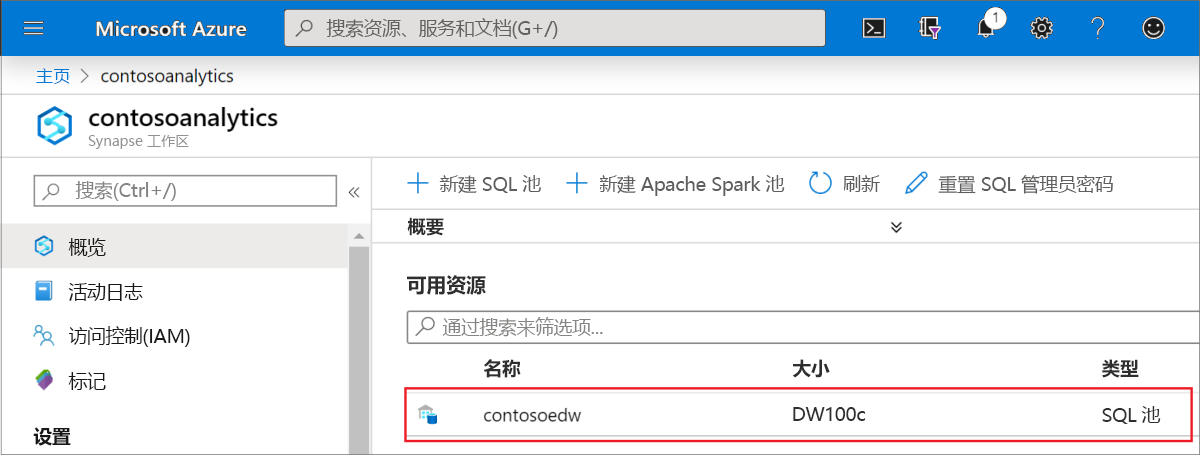 Microsoft Azure 搜索资源、服务和文档(G+/) 1
主页 > contosoanalytics
contosoanalytics
Synapse 工作区
搜索(Ctrl+/) «
概览
活动日志
访问控制(IAM)
标记
设置
+ 新建 SQL 池 + 新建 Apache Spark 池 刷新 重置 SQL 管理员密码
概要
可用资源
通过搜索来筛选项...
名称 大小 类型
contosoedw DW100c SQL 池